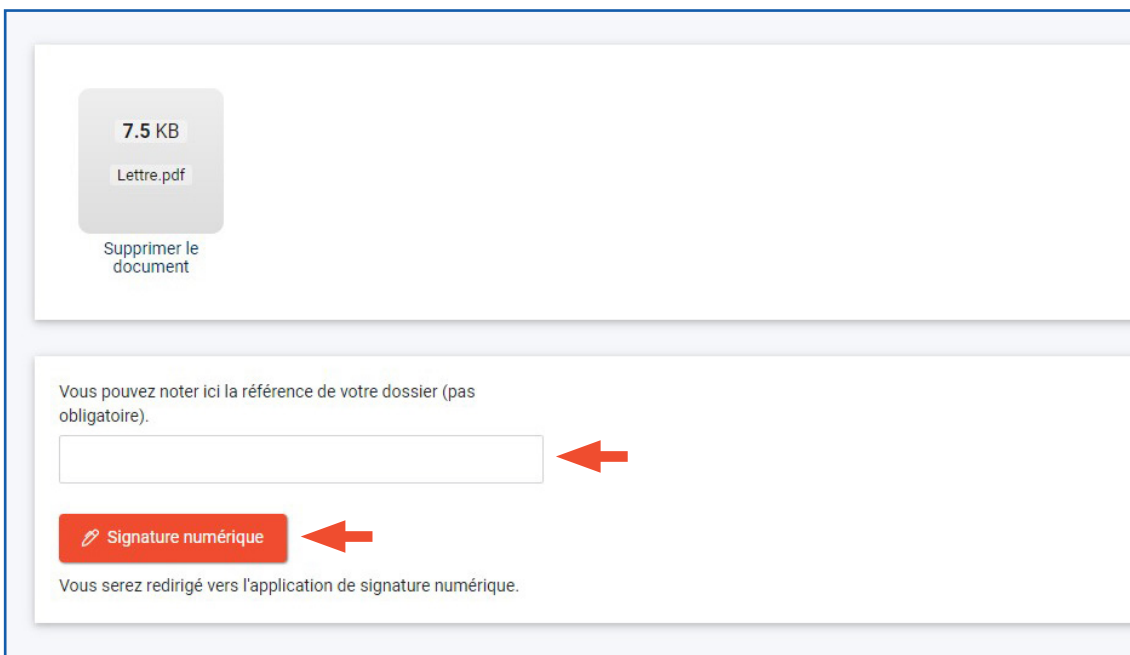 7.5 KB
Lettre.pdf
Supprimer le
document
Vous pouvez noter ici la référence de votre dossier (pas
obligatoire).
Signature numérique
Vous serez redirigé vers l'application de signature numérique.